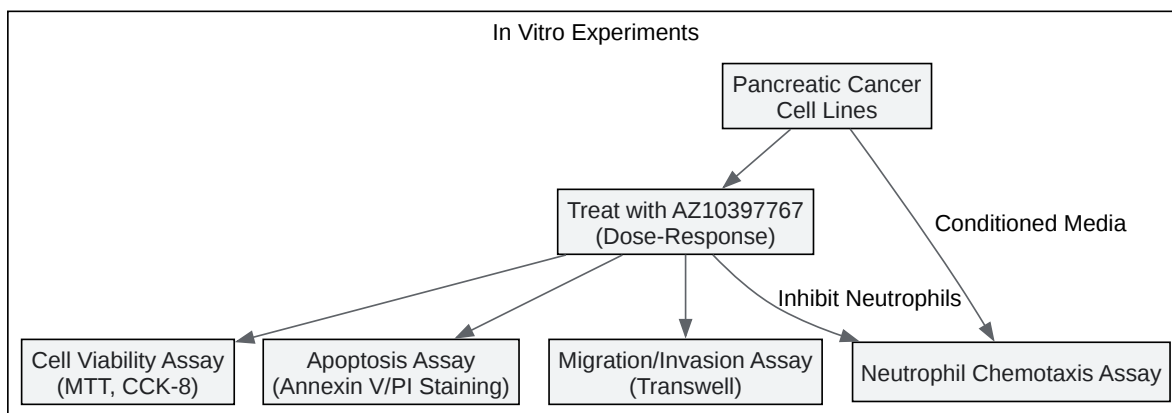 In Vitro Experiments
Pancreatic Cancer
Cell Lines
Treat with AZ10397767
(Dose-Response)
Conditioned Media
Inhibit Neutrophils
Cell Viability Assay
(MTT, CCK-8)
Apoptosis Assay
(Annexin V/PI Staining)
Migration/Invasion Assay
(Transwell)
Neutrophil Chemotaxis Assay